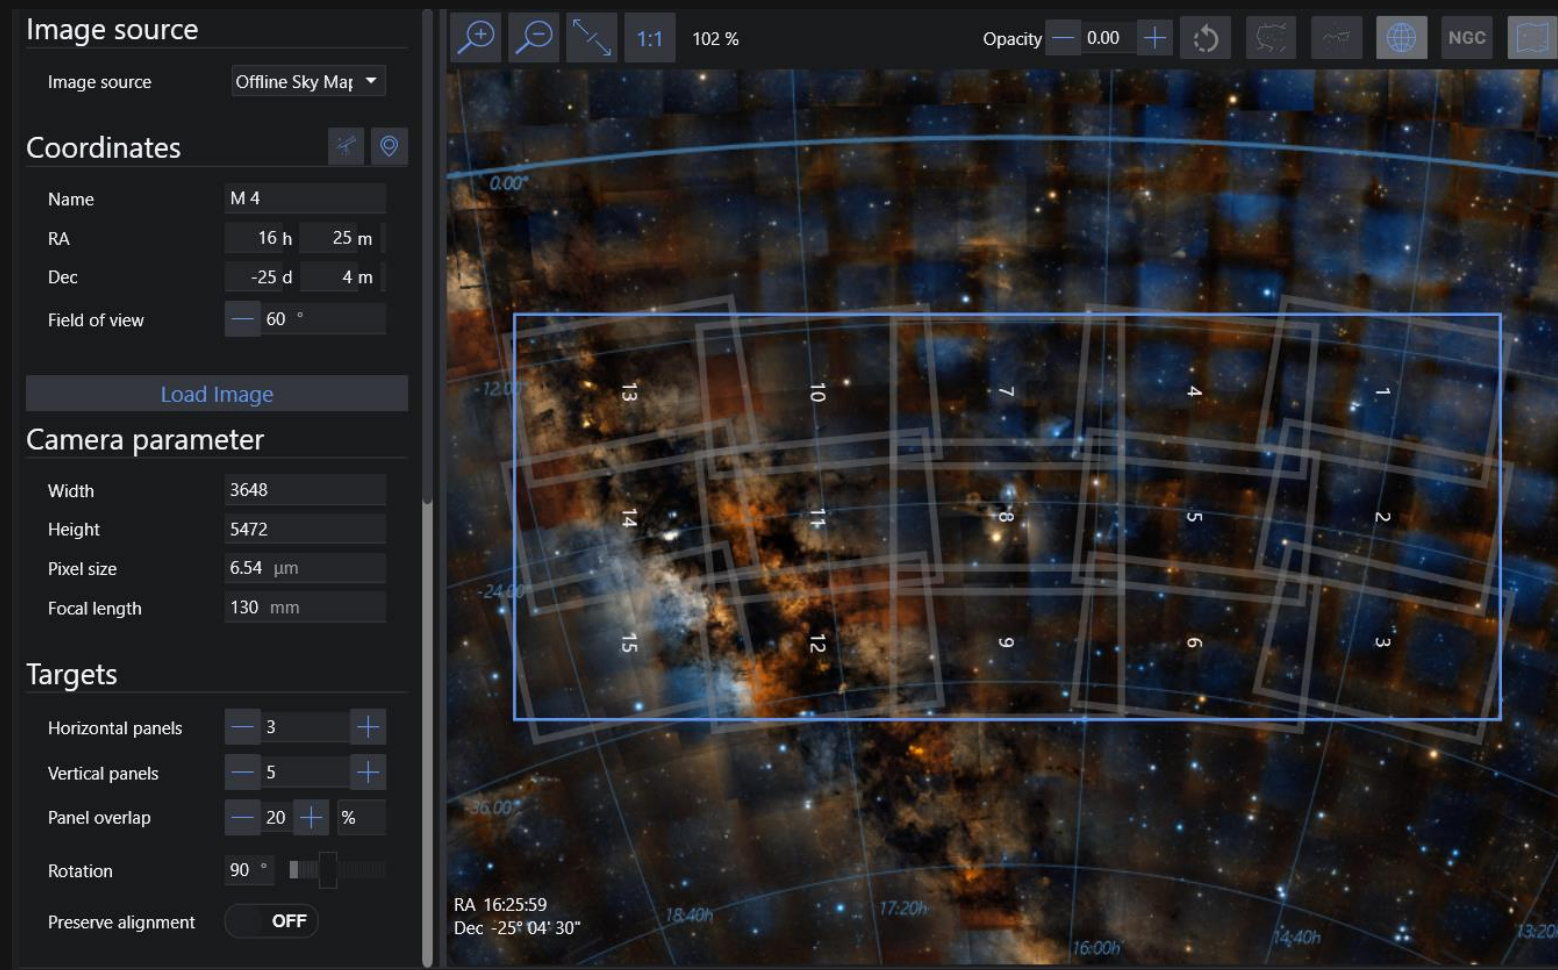 Image source
Image source Offline Sky Map
Coordinates
Name M 4
RA 16 h 25 m
Dec -25 d 4 m
Field of view 60 °
Load Image
Camera parameter
Width 3648
Height 5472
Pixel size 6.54 μm
Focal length 130 mm
Targets
Horizontal panels 3
Vertical panels 5
Panel overlap 20 %
Rotation 90 °
Preserve alignment OFF
1:1 102 % Opacity 0.00 NGC
0.00°
-12.00°
13 10 7 4 1
14 11 8 5 2
-24.00°
15 12 9 6 3
-36.00°
RA 16:25:59
Dec -25° 04' 30"
18:40h 17:20h 16:00h 14:40h 13:20